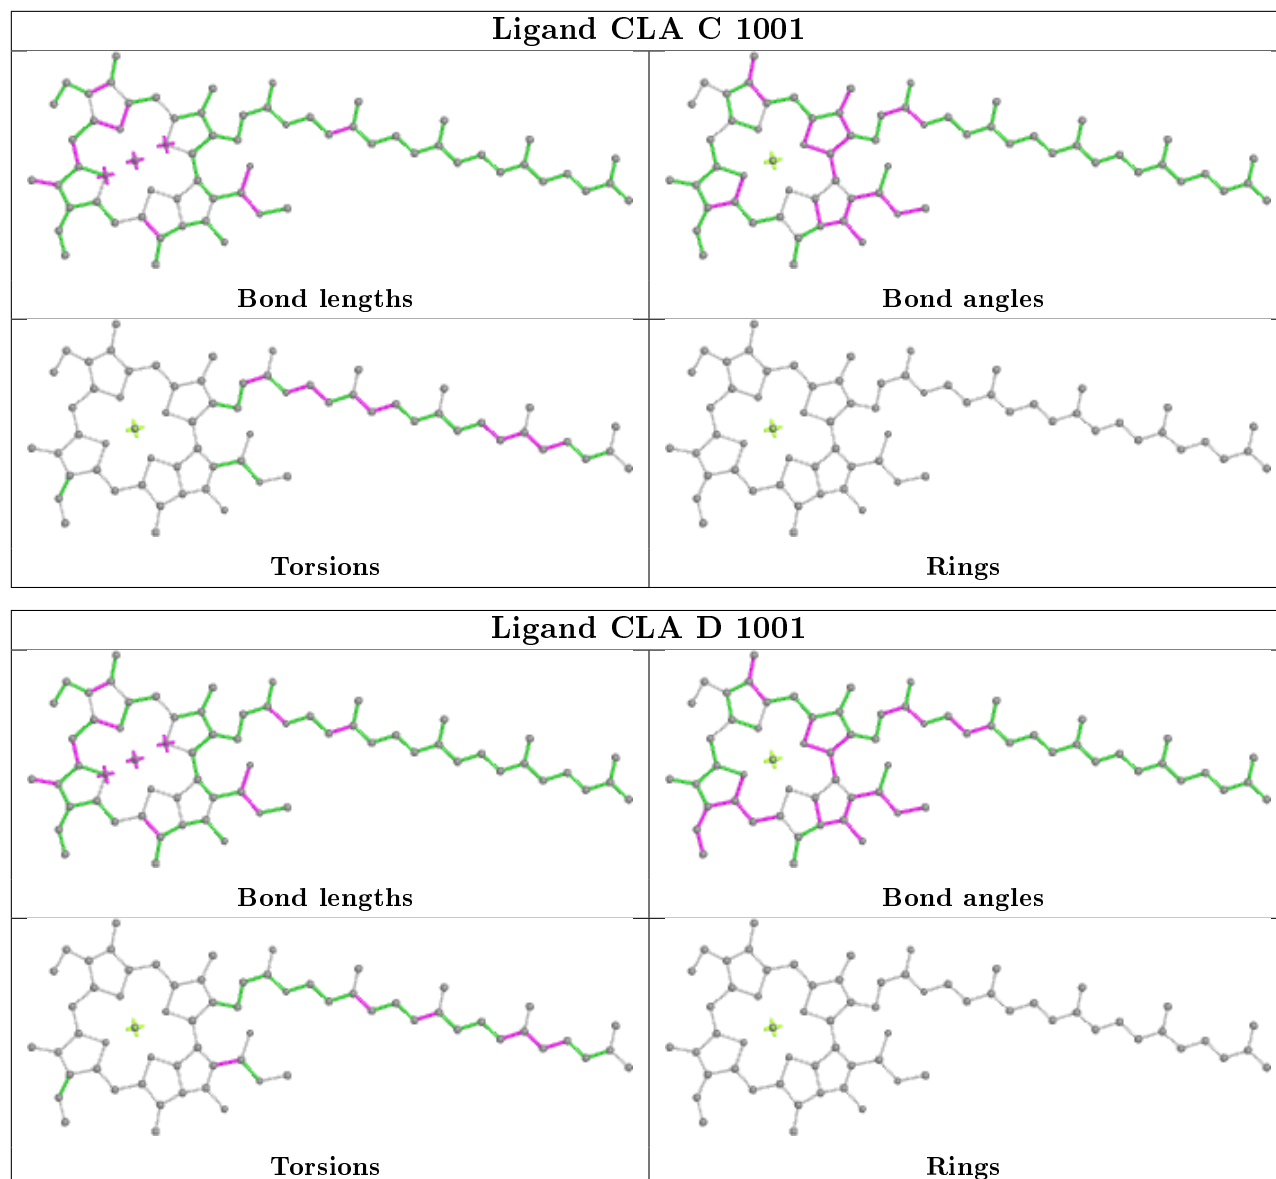 Ligand CLA C 1001
Bond lengths
Bond angles
Torsions
Rings
Ligand CLA D 1001
Bond lengths
Bond angles
Torsions
Rings